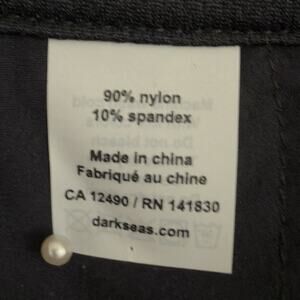 90% nylon
10% spandex
Made in china
Fabriqué au chine
CA 12490 / RN 141830
darkseas.com